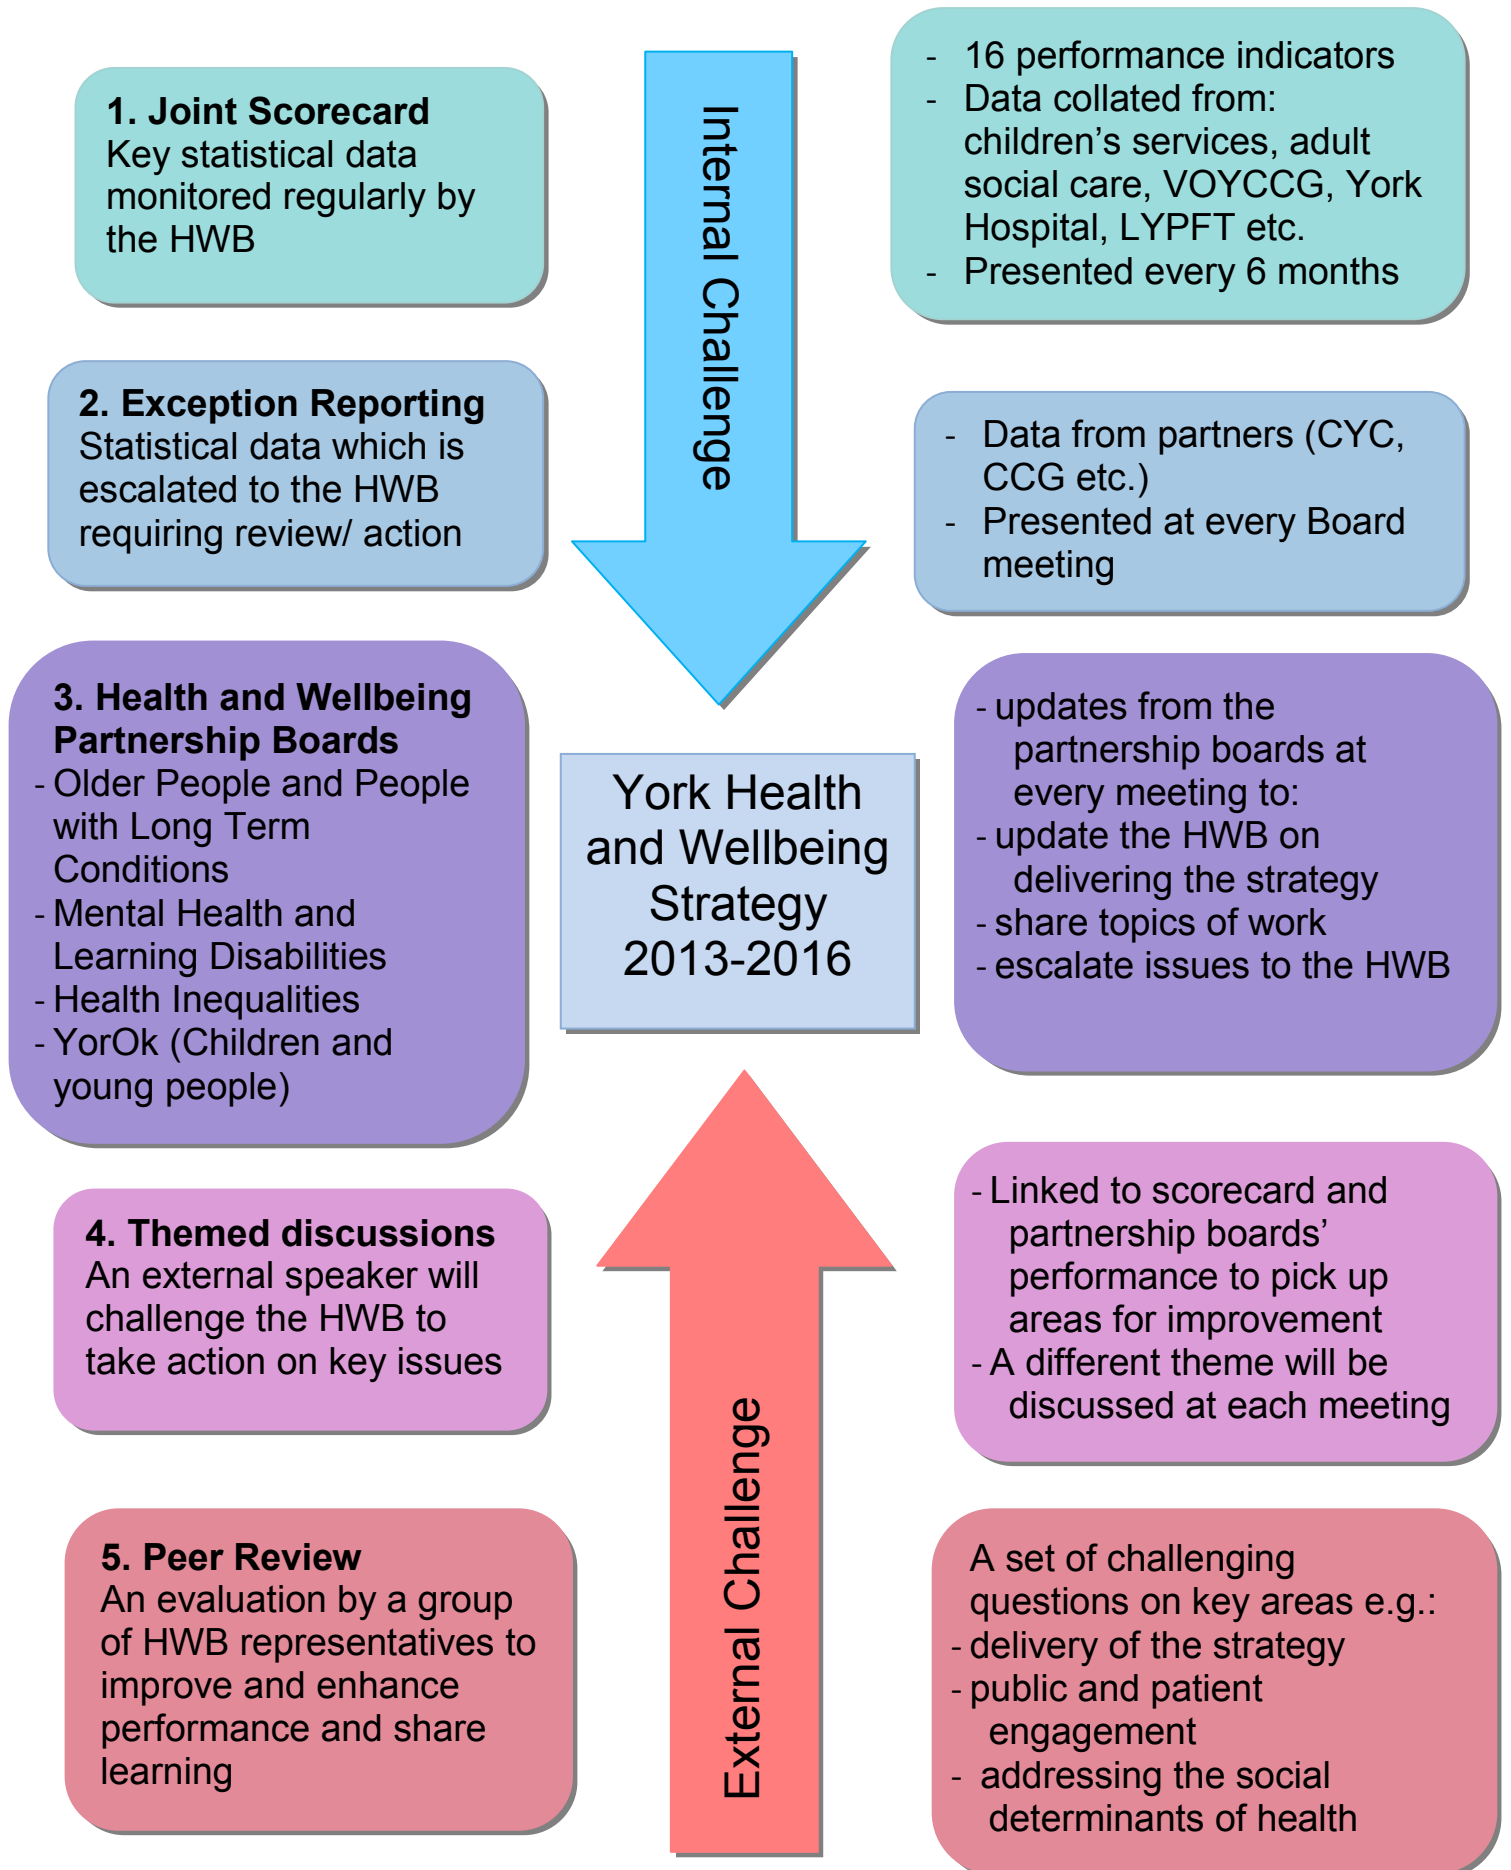 1. Joint Scorecard
Key statistical data
monitored regularly by
the HWB
Internal Challenge
- 16 performance indicators
- Data collated from:
children’s services, adult
social care, VOYCCG, York
Hospital, LYPFT etc.
- Presented every 6 months
2. Exception Reporting
Statistical data which is
escalated to the HWB
requiring review/ action
- Data from partners (CYC,
CCG etc.)
- Presented at every Board
meeting
3. Health and Wellbeing
Partnership Boards
- Older People and People
with Long Term
Conditions
- Mental Health and
Learning Disabilities
- Health Inequalities
- YorOk (Children and
young people)
York Health
and Wellbeing
Strategy
2013-2016
- updates from the
partnership boards at
every meeting to:
- update the HWB on
delivering the strategy
- share topics of work
- escalate issues to the HWB
4. Themed discussions
An external speaker will
challenge the HWB to
take action on key issues
External Challenge
- Linked to scorecard and
partnership boards’
performance to pick up
areas for improvement
- A different theme will be
discussed at each meeting
5. Peer Review
An evaluation by a group
of HWB representatives to
improve and enhance
performance and share
learning
A set of challenging
questions on key areas e.g.:
- delivery of the strategy
- public and patient
engagement
- addressing the social
determinants of health